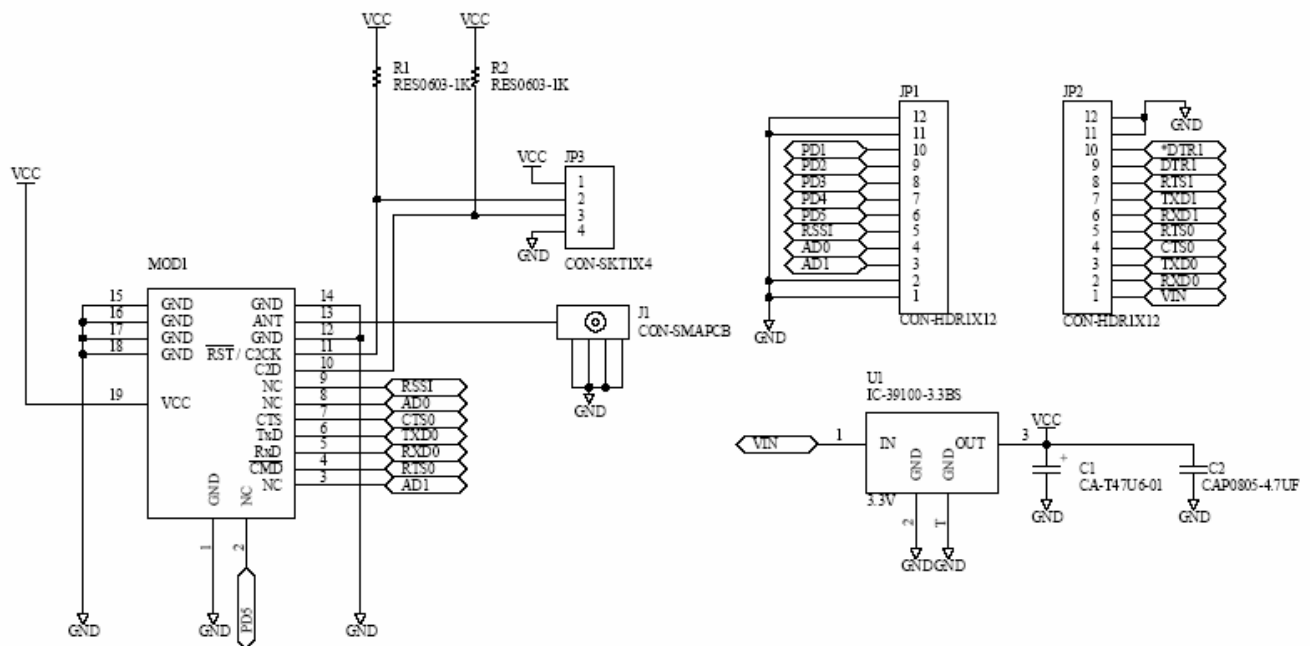 VCC
VCC
R1
RES0603-1K
R2
RES0603-1K
VCC
JP3
1
2
3
4
GND
CON-SKT1X4
VCC
MOD1
15
GND
16
GND
17
GND
18
GND
19
VCC
GND
14
ANT
13
GND
12
RST / C2CK
11
C2D
10
NC
9
RSSI
NC
8
AD0
CTS
7
CTS0
TxD
6
TXD0
RxD
5
RXD0
CMD
4
RTS0
NC
3
AD1
GND
NC
1
2
PD5
GND
GND
GND
J1
CON-SMAPCB
GND
JP1
12
11
PD1
10
PD2
9
PD3
8
PD4
7
PD5
6
RSSI
5
AD0
4
AD1
3
2
1
GND
CON-HDR1X12
JP2
12
11
GND
10
*DTR1
9
DTR1
8
RTS1
7
TXD1
6
RXD1
5
RTS0
4
CTS0
3
TXD0
2
RXD0
1
VIN
CON-HDR1X12
U1
IC-39100-3.3BS
VIN
1
IN
OUT
GND
GND
3.3V
2
T
GND
GND
3
VCC
+
C1
CA-T47U6-01
GND
C2
CAP0805-4.7UF
GND